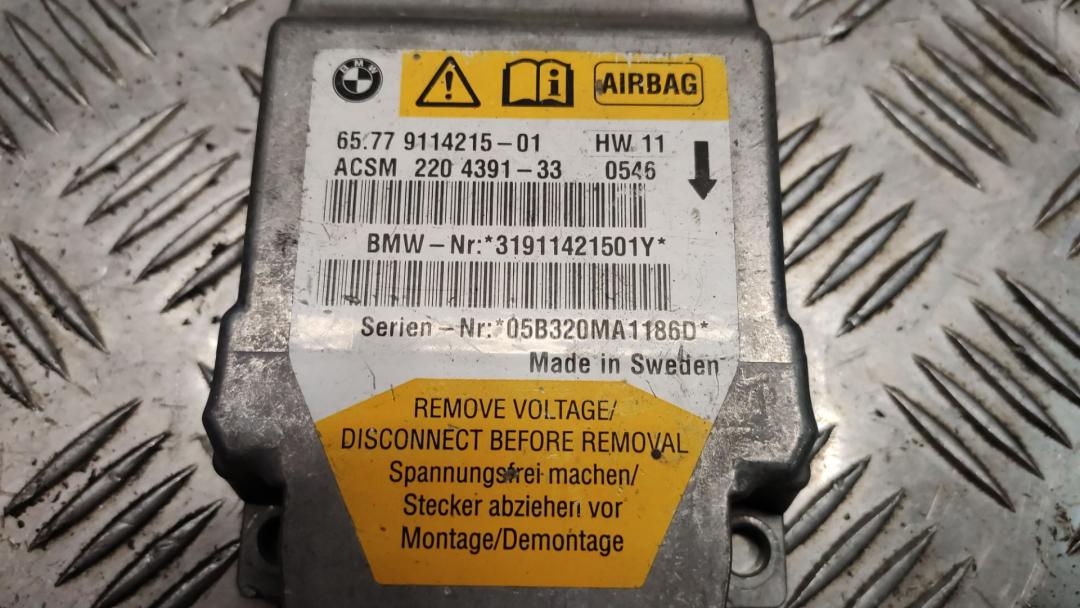 BMW
AIRBAG
65.77 9114215-01 HW 11
ACSM 220 4391-33 0546
BMW-Nr:*31911421501Y*
Serien-Nr:*05B320MA1186D*
Made in Sweden
REMOVE VOLTAGE/
DISCONNECT BEFORE REMOVAL
Spannungsfrei machen/
Stecker abziehen vor
Montage/Demontage